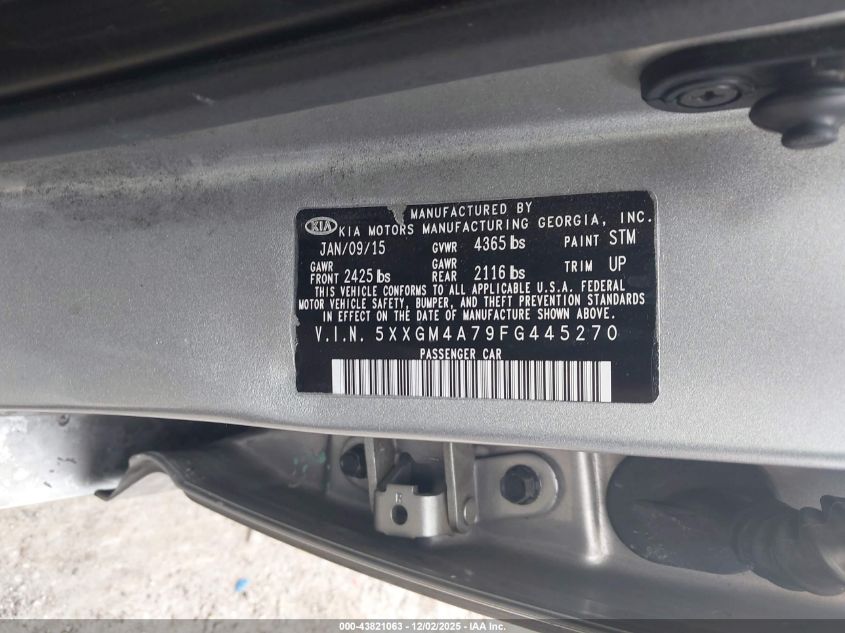 MANUFACTURED BY
KIA KIA MOTORS MANUFACTURING GEORGIA, INC.
JAN/09/15 GVWR 4365 lbs PAINT STM
GAWR FRONT 2425 lbs GAWR REAR 2116 lbs TRIM UP
THIS VEHICLE CONFORMS TO ALL APPLICABLE U.S.A. FEDERAL
MOTOR VEHICLE SAFETY, BUMPER, AND THEFT PREVENTION STANDARDS
IN EFFECT ON THE DATE OF MANUFACTURE SHOWN ABOVE.
V.I.N. 5XXGM4A79FG445270
PASSENGER CAR
000-43821063 - 12/02/2025 - IAA Inc.